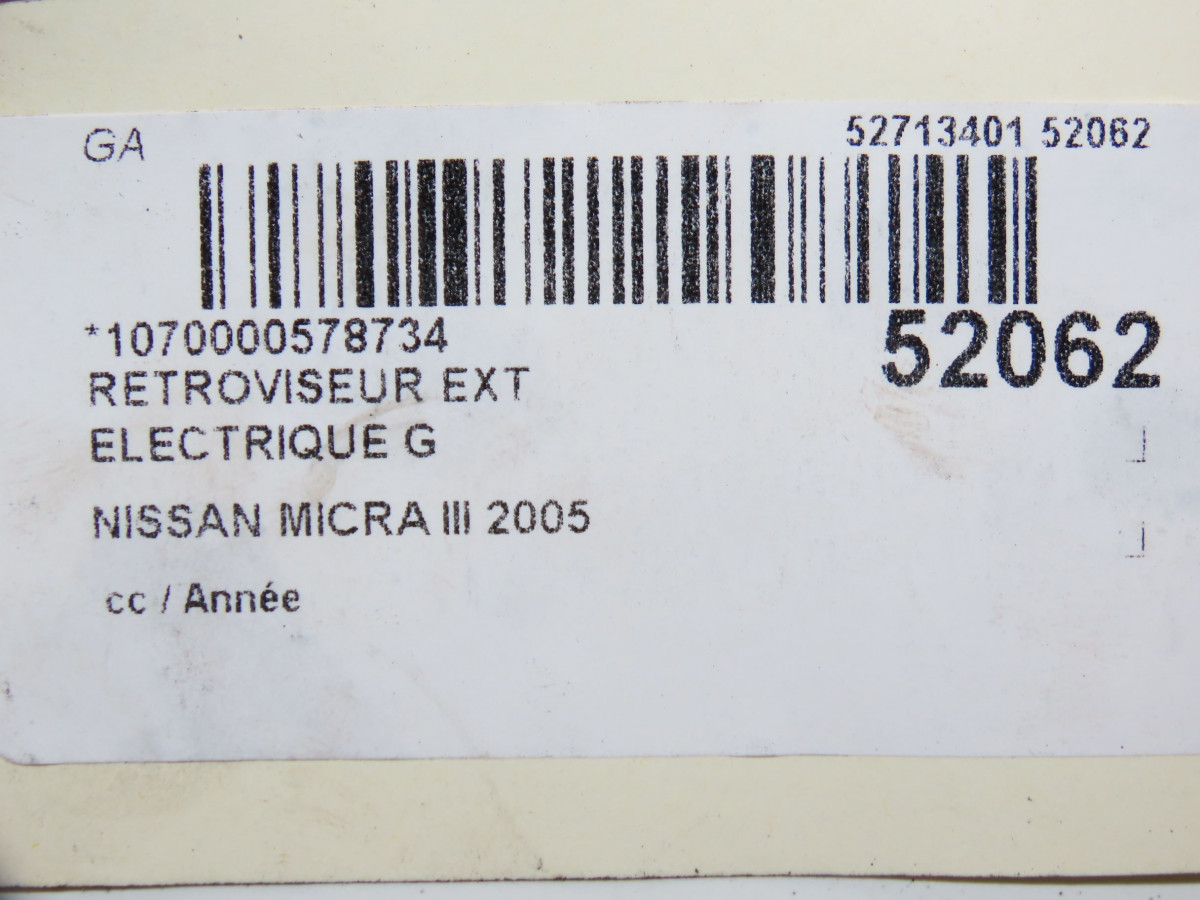 GA
52713401 52062
*1070000578734
52062
RETROVISEUR EXT
ELECTRIQUE G
NISSAN MICRA III 2005
cc / Année